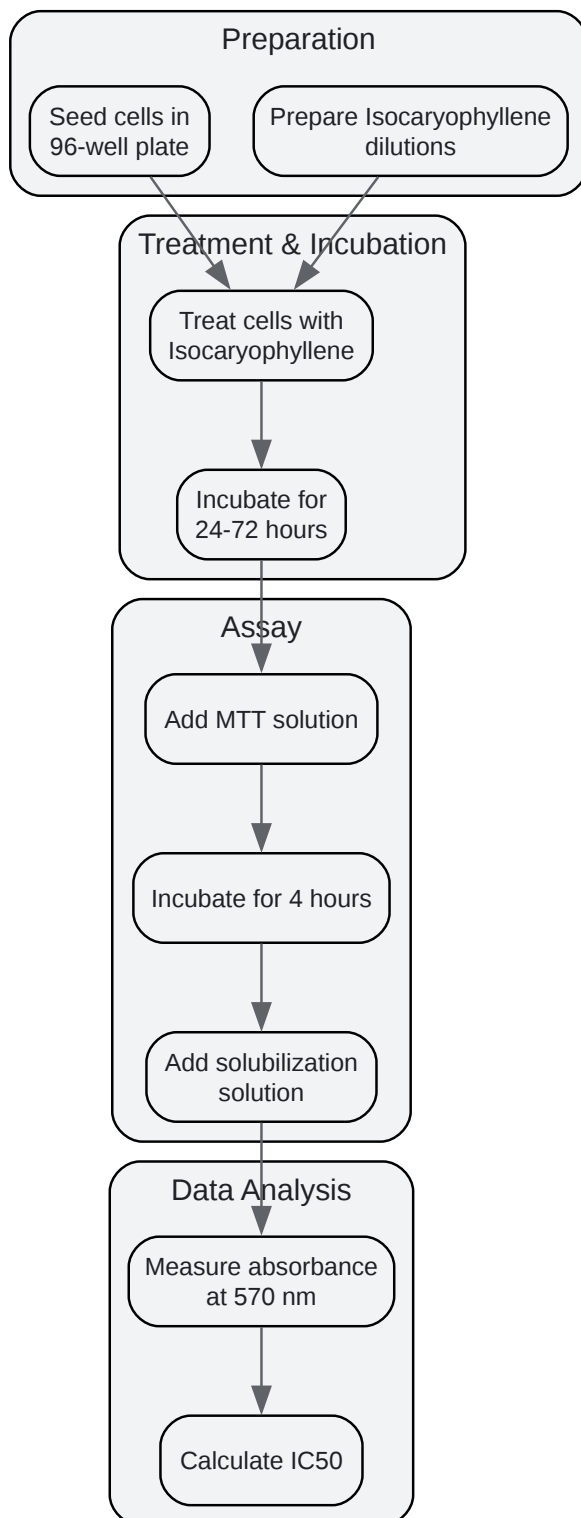 Preparation
Seed cells in
96-well plate
Prepare Isocaryophyllene
dilutions
Treatment & Incubation
Treat cells with
Isocaryophyllene
Incubate for
24-72 hours
Assay
Add MTT solution
Incubate for 4 hours
Add solubilization
solution
Data Analysis
Measure absorbance
at 570 nm
Calculate IC50